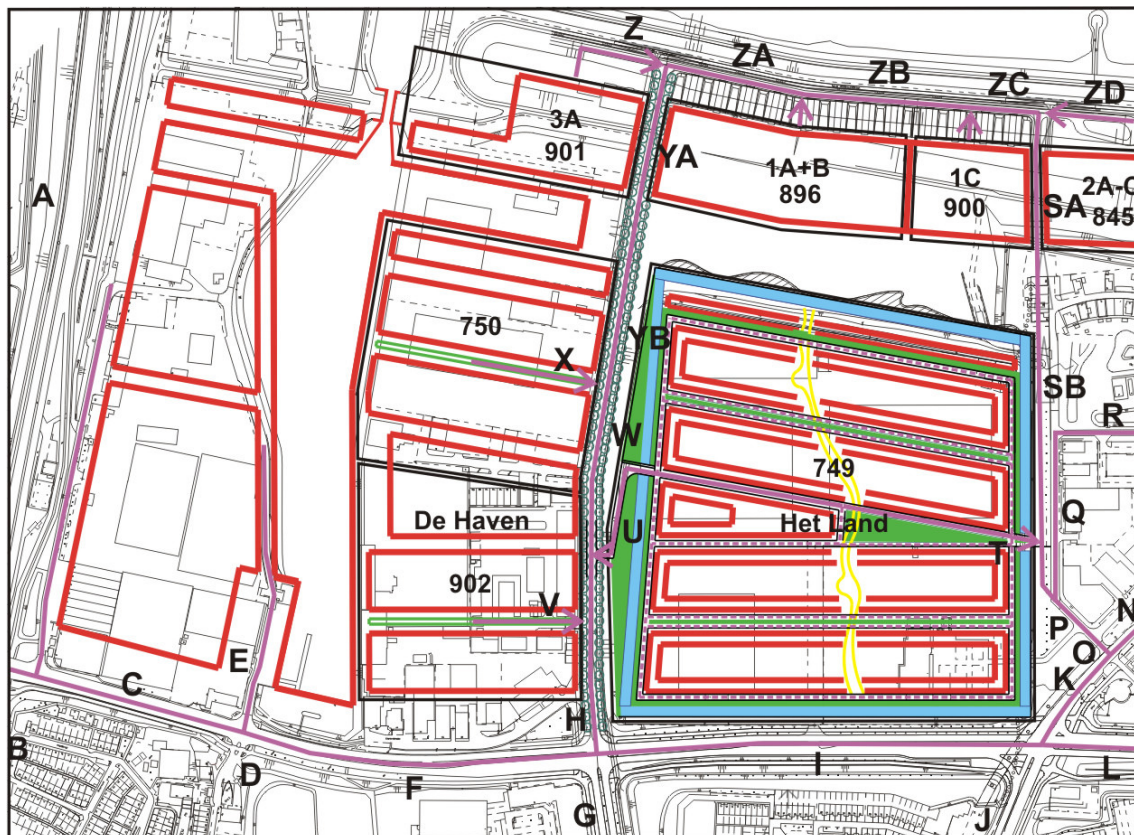 Z
ZA
ZB
ZC
ZD
3A
901
YA
1A+B
896
1C
900
2A-C
845
SA
A
750
X
YB
SB
R
W
749
De Haven
Het Land
U
Q
T
902
V
P
O
N
K
E
C
H
B
D
F
I
L
G
J